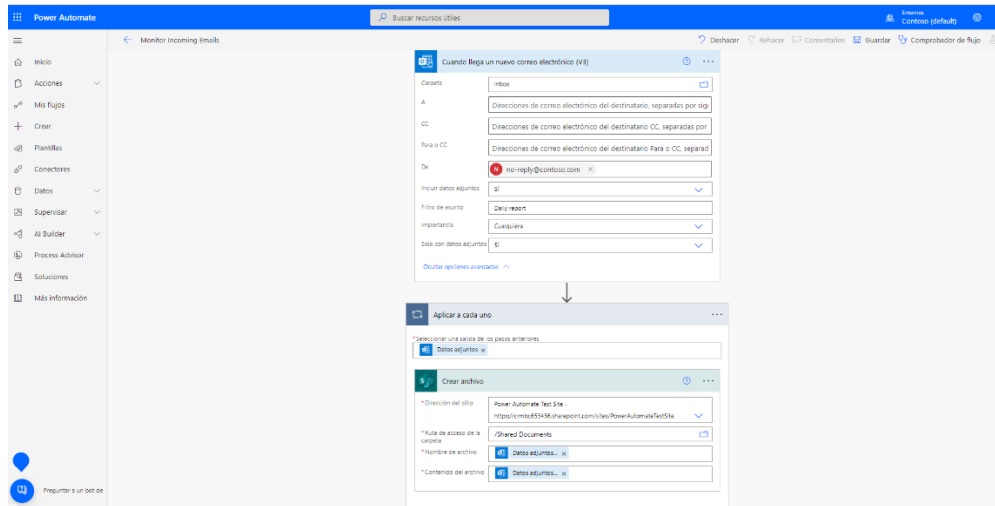 Power Automate
Buscar recursos útiles
Entornos
Contoso (default)
Monitor Incoming Emails
Deshacer
Rehacer
Comentarios
Guardar
Comprobador de flujo
Inicio
Acciones
Mis flujos
Crear
Plantillas
Conectores
Datos
Supervisar
AI Builder
Process Advisor
Soluciones
Más información
Preguntar a un bot de
Cuando llega un nuevo correo electrónico (V3)
Carpeta
Inbox
A
Direcciones de correo electrónico del destinatario, separadas por sig
CC
Direcciones de correo electrónico del destinatario CC, separadas por
Para o CC
Direcciones de correo electrónico del destinatario Para o CC, separad
De
N no-reply@contoso.com
Incluir datos adjuntos
Sí
Filtro de asunto
Daily report
Importancia
Cualquiera
Solo con datos adjuntos
Sí
Ocultar opciones avanzadas
Aplicar a cada uno
*Seleccionar una salida de los pasos anteriores
Datos adjuntos x
Crear archivo
*Dirección del sitio
Power Automate Test Site -
https://crmbc653436.sharepoint.com/sites/PowerAutomateTestSite
*Ruta de acceso de la
carpeta
/Shared Documents
*Nombre de archivo
Datos adjuntos... x
*Contenido del archivo
Datos adjuntos... x